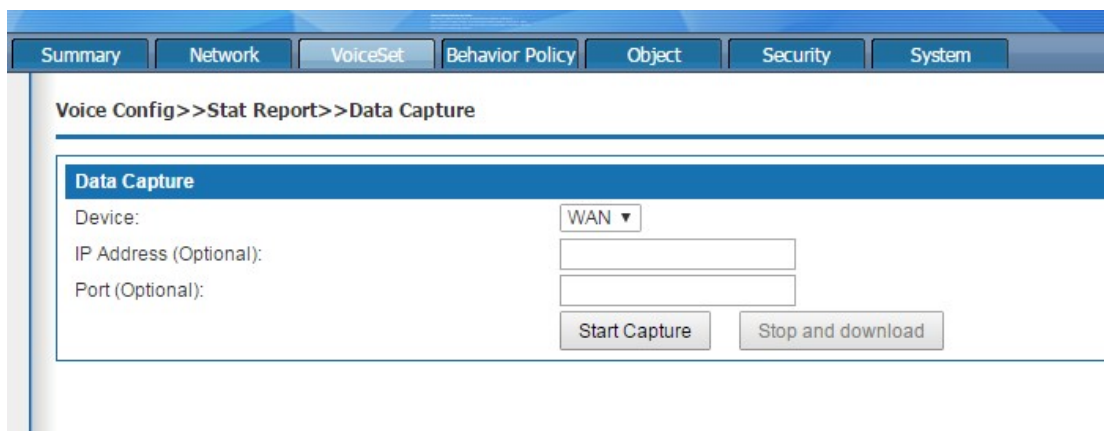 Summary Network VoiceSet Behavior Policy Object Security System
Voice Config>>Stat Report>>Data Capture
Data Capture
Device: WAN ▼
IP Address (Optional):
Port (Optional):
Start Capture Stop and download